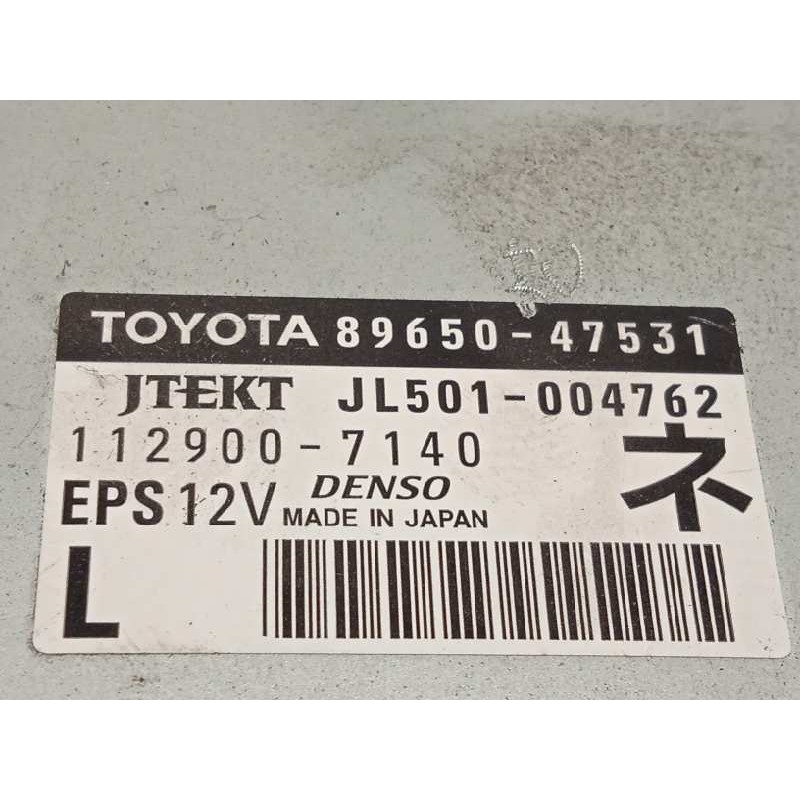 TOYOTA 89650-47531
JTEKT JL501-004762
112900-7140
ネ
EPS 12V DENSO
MADE IN JAPAN
L